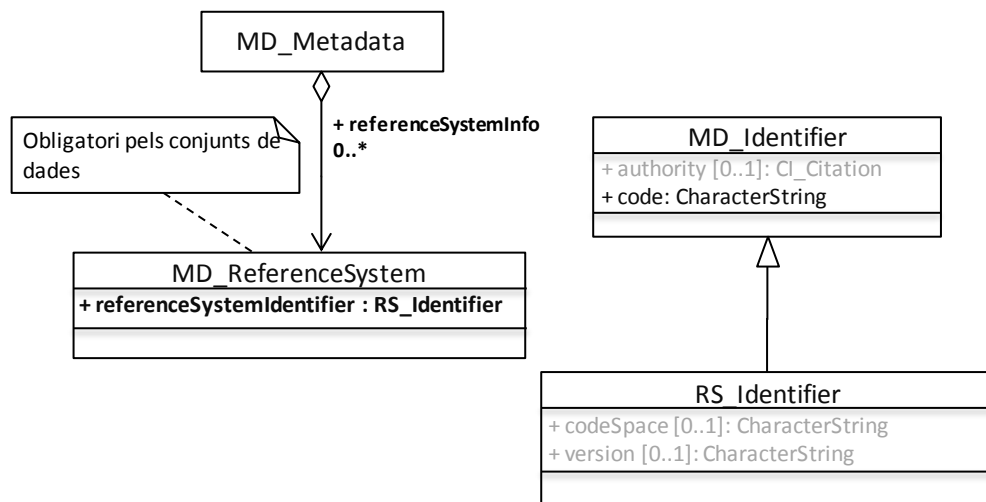 MD_Metadata
+ referenceSystemInfo
0..*
Obligatori pels conjunts de
dades
MD_ReferenceSystem
+ referenceSystemIdentifier : RS_Identifier
MD_Identifier
+ authority [0..1]: CI_Citation
+ code: CharacterString
RS_Identifier
+ codeSpace [0..1]: CharacterString
+ version [0..1]: CharacterString